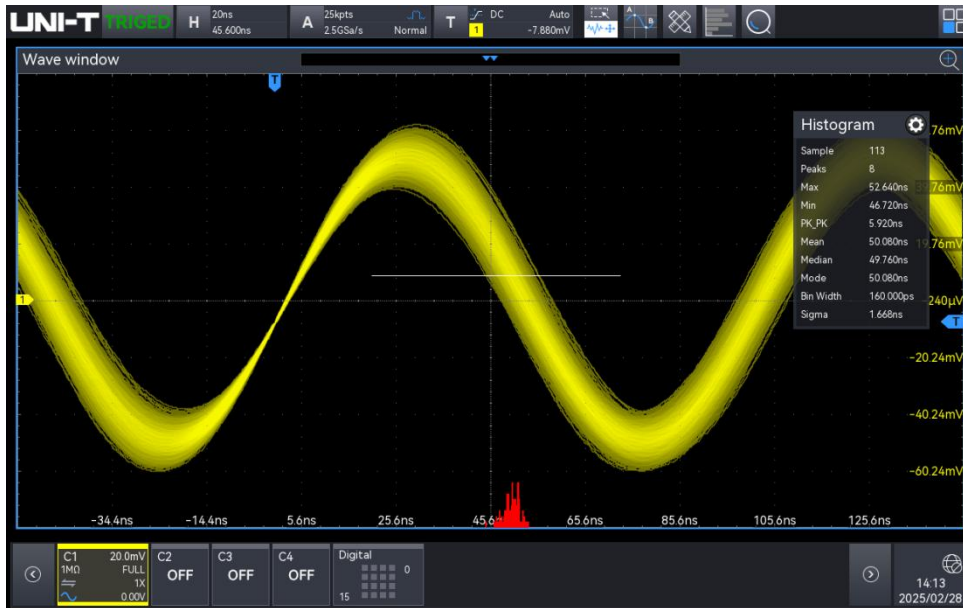 UNI-T TRIGED H 20ns 45.600ns A 25kpts 2.5GSa/s Normal T DC 1 Auto -7.880mV A B
Wave window
T
Histogram
Sample 113
Peaks 8
Max 52.640ns
Min 46.720ns
PK_PK 5.920ns
Mean 50.080ns
Median 49.760ns
Mode 50.080ns
Bin Width 160.000ps
Sigma 1.668ns
.76mV
37.76mV
19.76mV
1
-240μV
T
-20.24mV
-40.24mV
-60.24mV
-34.4ns -14.4ns 5.6ns 25.6ns 45.6 65.6ns 85.6ns 105.6ns 125.6ns
C1 20.0mV
1MΩ FULL
1X
0.00V
C2 OFF
C3 OFF
C4 OFF
Digital
0
15
14:13
2025/02/28